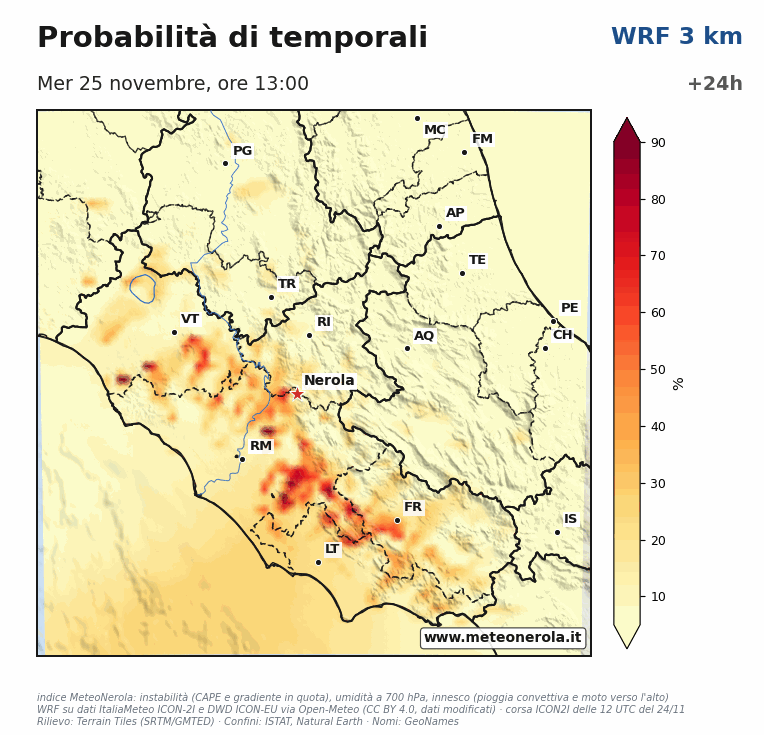 Probabilità di temporali
WRF 3 km
Mer 25 novembre, ore 13:00
+24h
MC
FM
PG
AP
TE
TR
PE
VT
RI
CH
AQ
Nerola
RM
FR
IS
LT
www.meteonerola.it
90
80
70
60
50
40
30
20
10
%
indice MeteoNerola: instabilità (CAPE e gradiente in quota), umidità a 700 hPa, innesco (pioggia convettiva e moto verso l'alto)
WRF su dati ItaliaMeteo ICON-2I e DWD ICON-EU via Open-Meteo (CC BY 4.0, dati modificati) · corsa ICON2I delle 12 UTC del 24/11
Rilievo: Terrain Tiles (SRTM/GMTED) · Confini: ISTAT, Natural Earth · Nomi: GeoNames